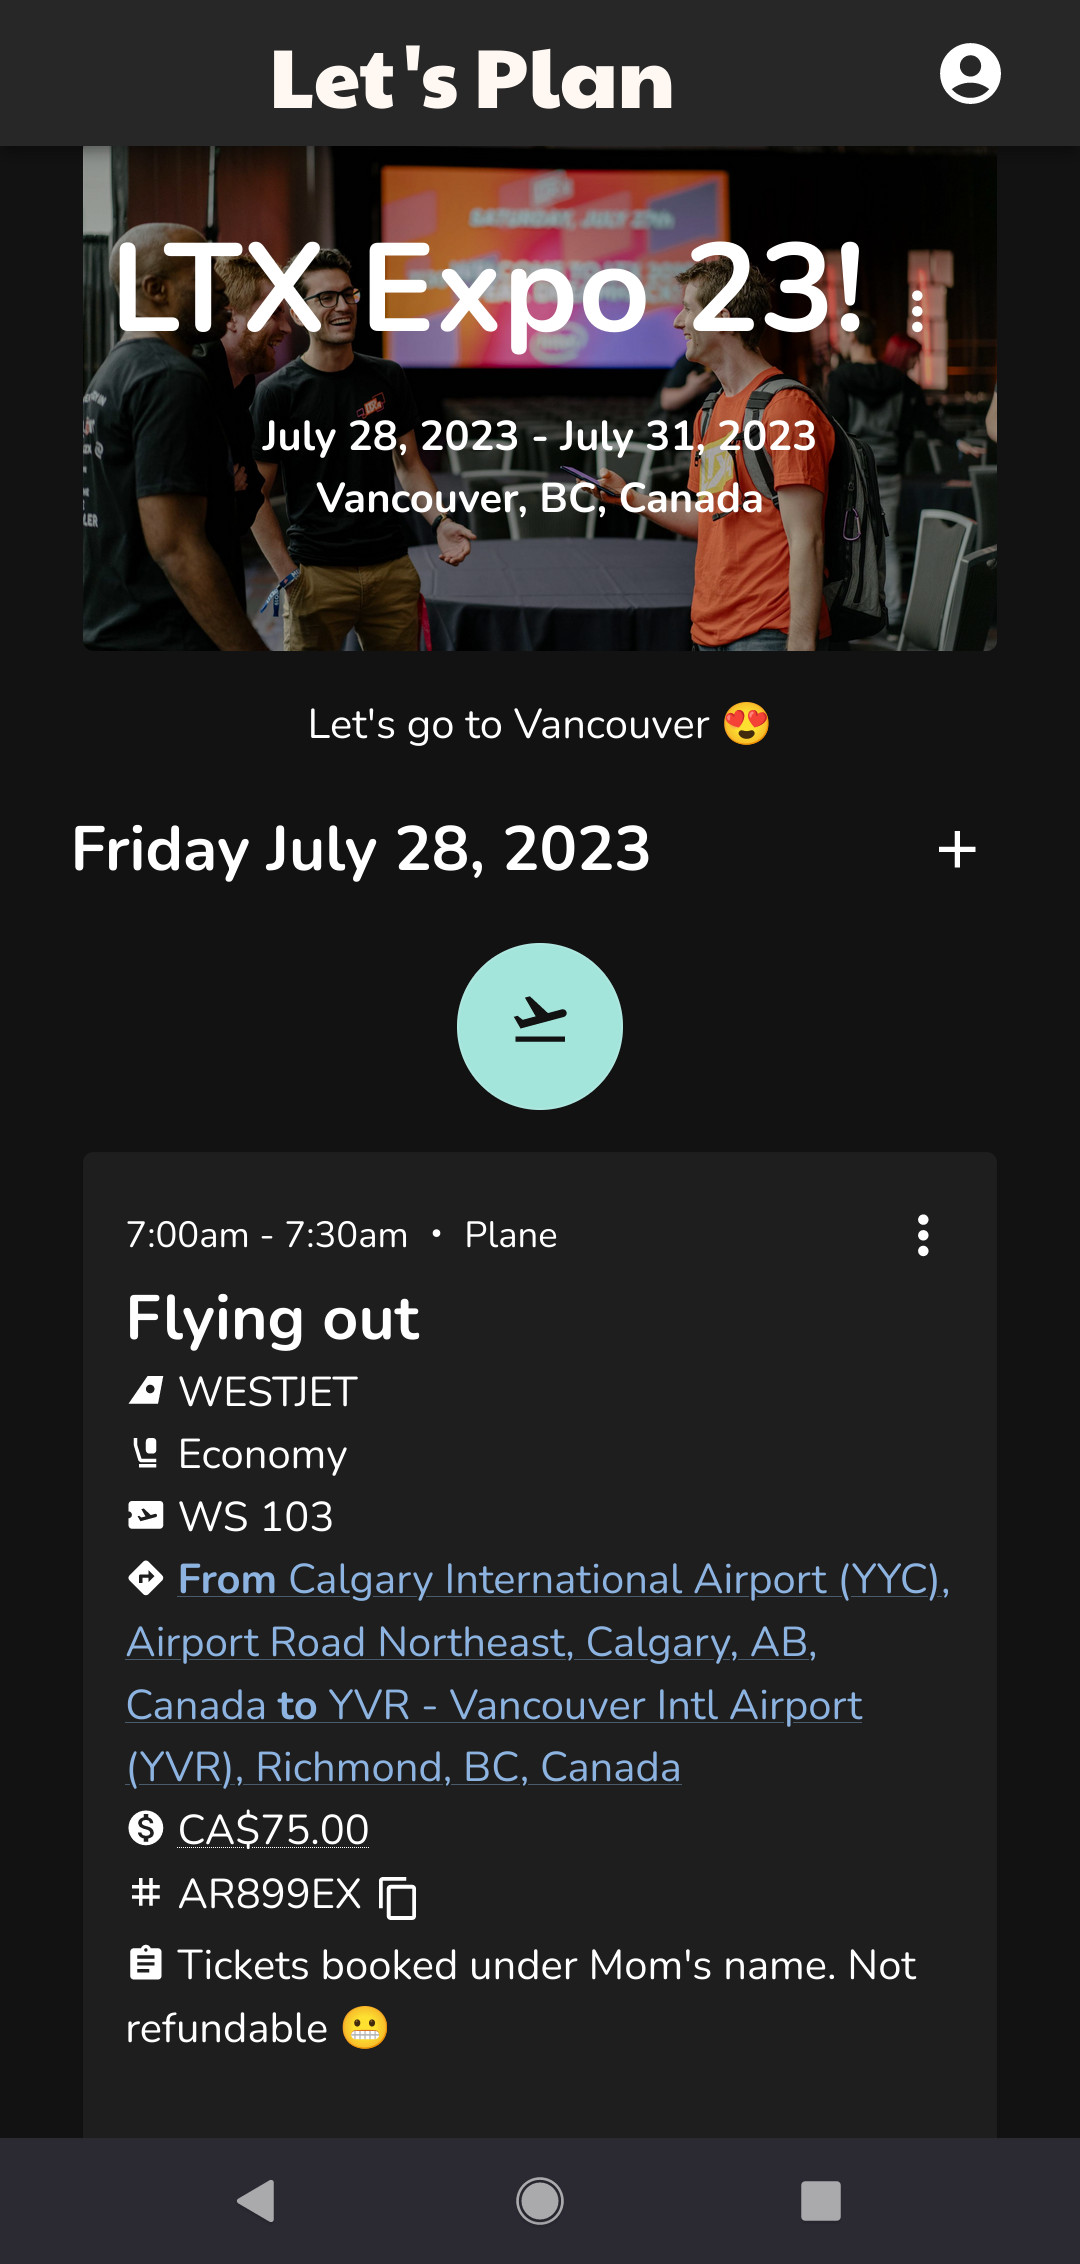 Let's Plan
SATURDAY, JULY 29th
LTX Expo 23!
July 28, 2023 - July 31, 2023
Vancouver, BC, Canada
Let's go to Vancouver 😍
Friday July 28, 2023
7:00am - 7:30am • Plane
Flying out
WESTJET
Economy
WS 103
From Calgary International Airport (YYC),
Airport Road Northeast, Calgary, AB,
Canada to YVR - Vancouver Intl Airport
(YVR), Richmond, BC, Canada
CA$75.00
# AR899EX
Tickets booked under Mom's name. Not
refundable 😬